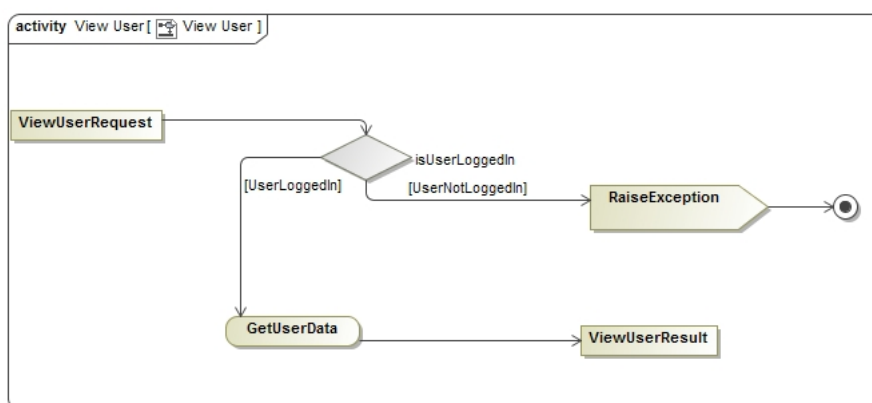 activity View User [ View User ]
ViewUserRequest
isUserLoggedIn
[UserLoggedIn]
[UserNotLoggedIn]
RaiseException
GetUserData
ViewUserResult